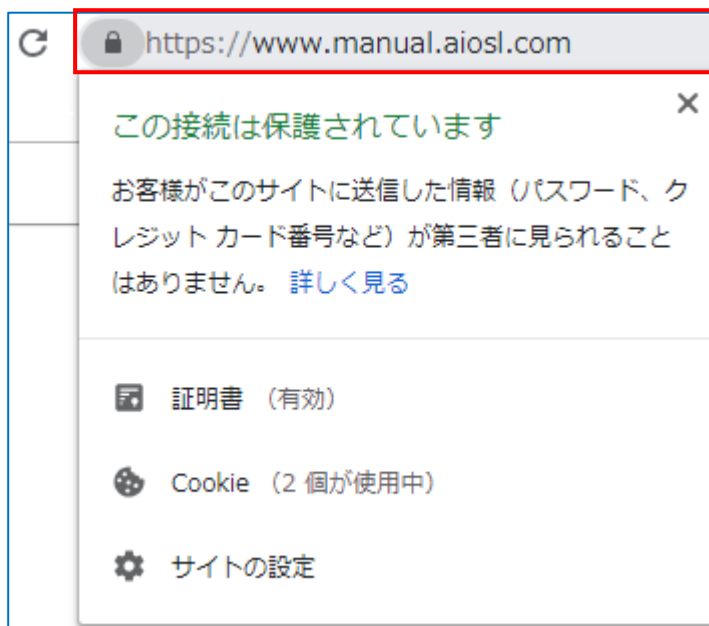 https://www.manual.aiosl.com
この接続は保護されています
お客様がこのサイトに送信した情報（パスワード、ク
レジット カード番号など）が第三者に見られること
はありません。 詳しく見る
証明書 （有効）
Cookie （2 個が使用中）
サイトの設定